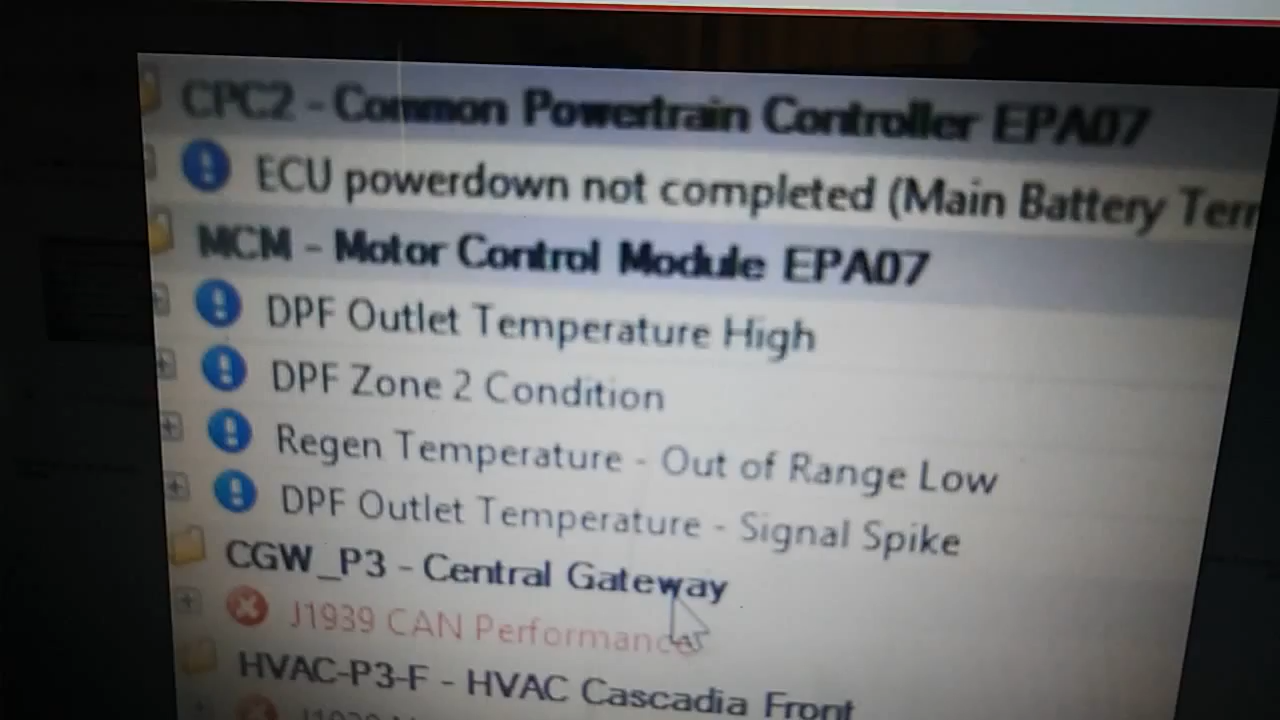 CPC2 - Common Powertrain Controller EPA07
ECU powerdown not completed (Main Battery Term
MCM - Motor Control Module EPA07
DPF Outlet Temperature High
DPF Zone 2 Condition
Regen Temperature - Out of Range Low
DPF Outlet Temperature - Signal Spike
CGW_P3 - Central Gateway
J1939 CAN Performance
HVAC-P3-F - HVAC Cascadia Front
J1939